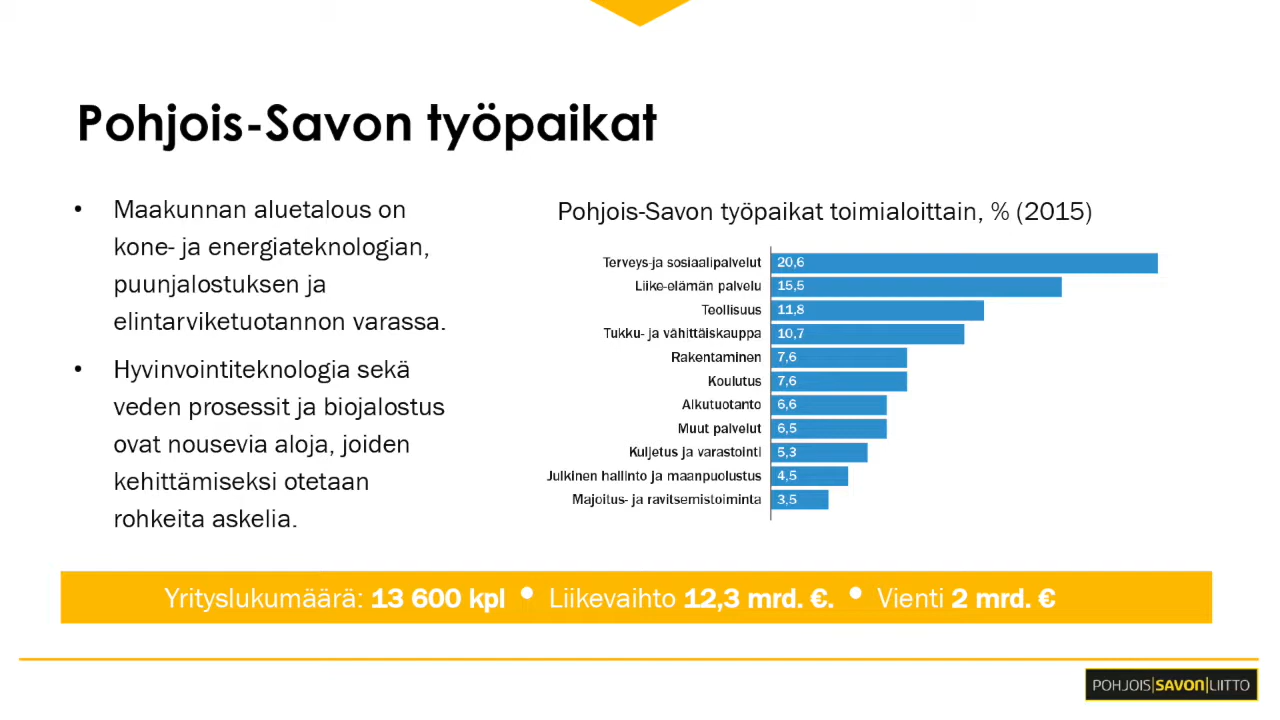 Pohjois-Savon työpaikat
• Maakunnan aluetalous on
kone- ja energiateknologian,
puunjalostuksen ja
elintarviketuotannon varassa.
• Hyvinvointiteknologia sekä
veden prosessit ja biojalostus
ovat nousevia aloja, joiden
kehittämiseksi otetaan
rohkeita askelia.
Pohjois-Savon työpaikat toimialoittain, % (2015)
Terveys-ja sosiaalipalvelut 20,6
Liike-elämän palvelu 15,5
Teollisuus 11,8
Tukku- ja vähittäiskauppa 10,7
Rakentaminen 7,6
Koulutus 7,6
Alkutuotanto 6,6
Muut palvelut 6,5
Kuljetus ja varastointi 5,3
Julkinen hallinto ja maanpuolustus 4,5
Majoitus- ja ravitsemistoiminta 3,5
Yrityslukumäärä: 13 600 kpl • Liikevaihto 12,3 mrd. €. • Vienti 2 mrd. €
POHJOIS|SAVON|LIITTO